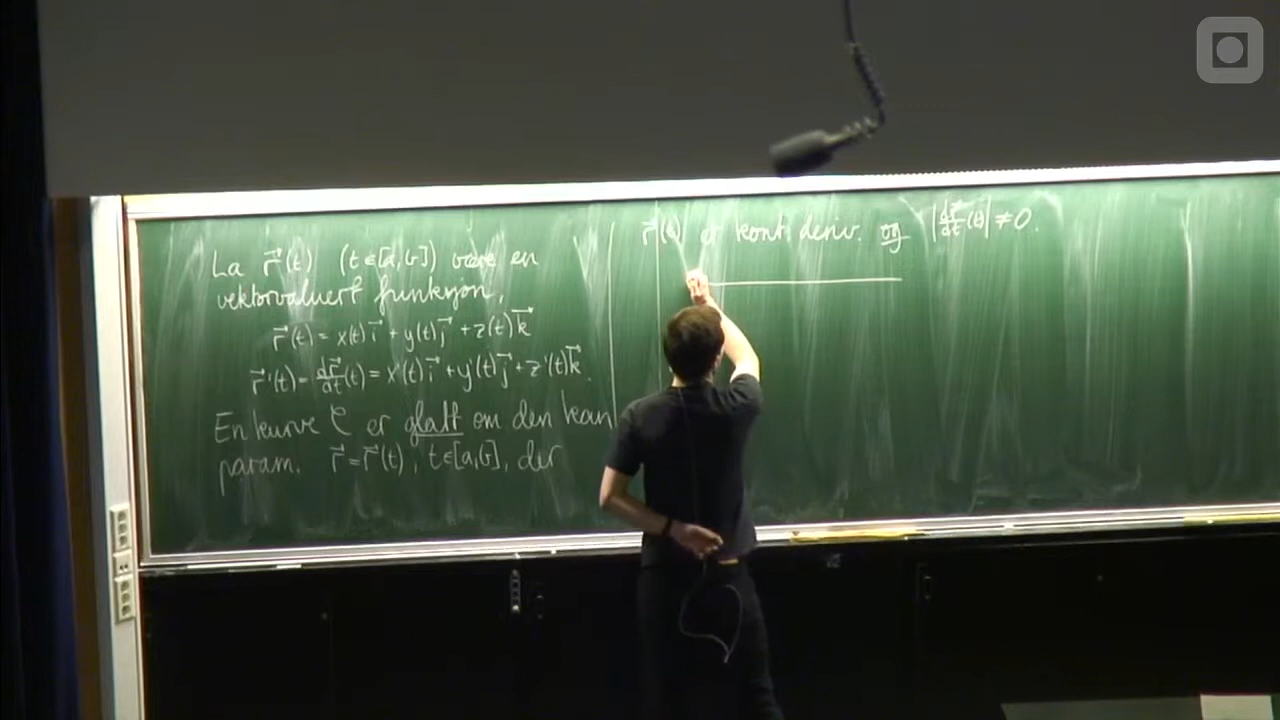 La r⃗(t) (t∈[a,b]) være en
vektorvaluert funksjon,
r⃗(t) = x(t)i⃗ + y(t)j⃗ + z(t)k⃗
r⃗'(t) = dr⃗/dt(t) = x'(t)i⃗ + y'(t)j⃗ + z'(t)k⃗.
En kurve C er glatt om den kan
param. r⃗=r⃗(t), t∈[a,b], der
r⃗(t) er kont. deriv. og |dr⃗/dt(t)| ≠ 0.